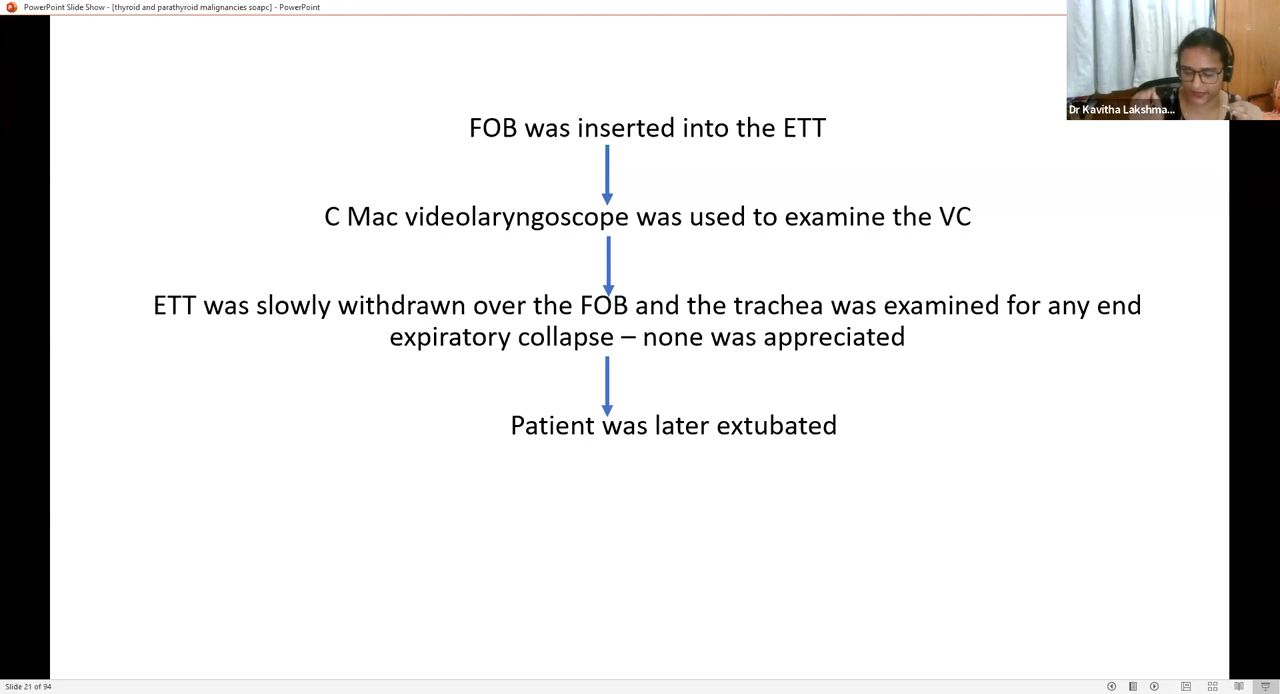 PowerPoint Slide Show - [thyroid and parathyroid malignancies soapc] - PowerPoint
Dr Kavitha Lakshma...
FOB was inserted into the ETT
C Mac videolaryngoscope was used to examine the VC
ETT was slowly withdrawn over the FOB and the trachea was examined for any end
expiratory collapse – none was appreciated
Patient was later extubated
Slide 21 of 94